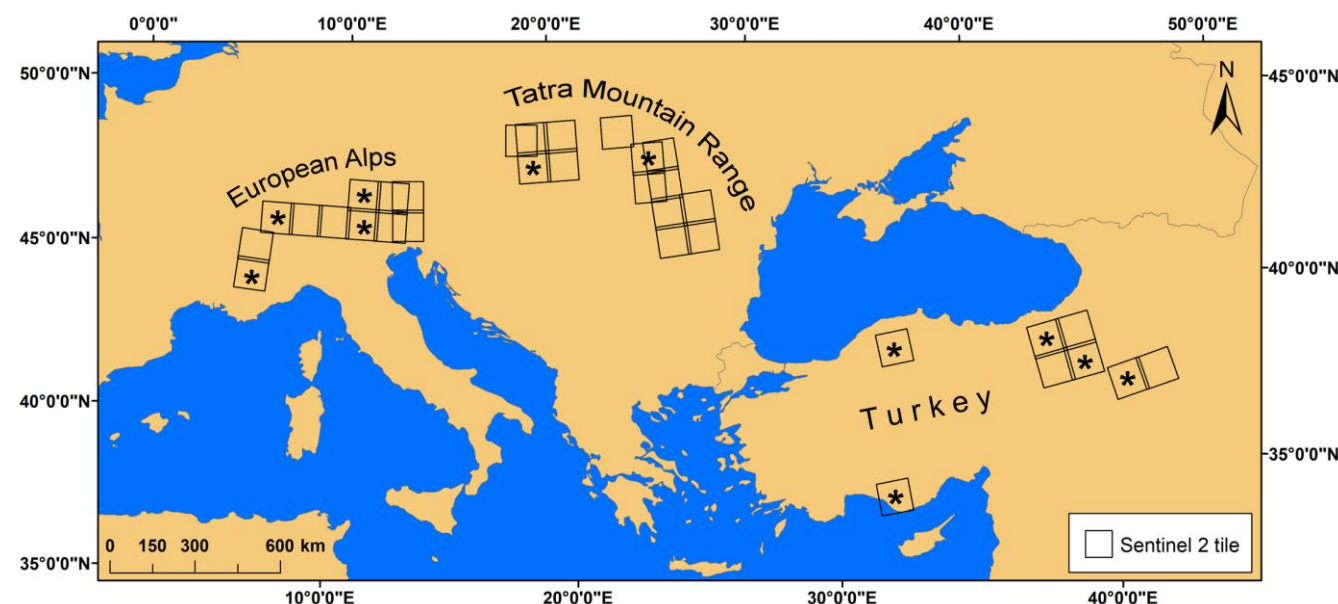 0°0'0" 10°0'0"E 20°0'0"E 30°0'0"E 40°0'0"E 50°0'0"E
50°0'0"N 45°0'0"N
N
Tatra Mountain Range
European Alps
* *
* * *
45°0'0"N 40°0'0"N
*
* * *
*
Turkey
40°0'0"N 35°0'0"N
*
Sentinel 2 tile
0 150 300 600 km
35°0'0"N
10°0'0"E 20°0'0"E 30°0'0"E 40°0'0"E